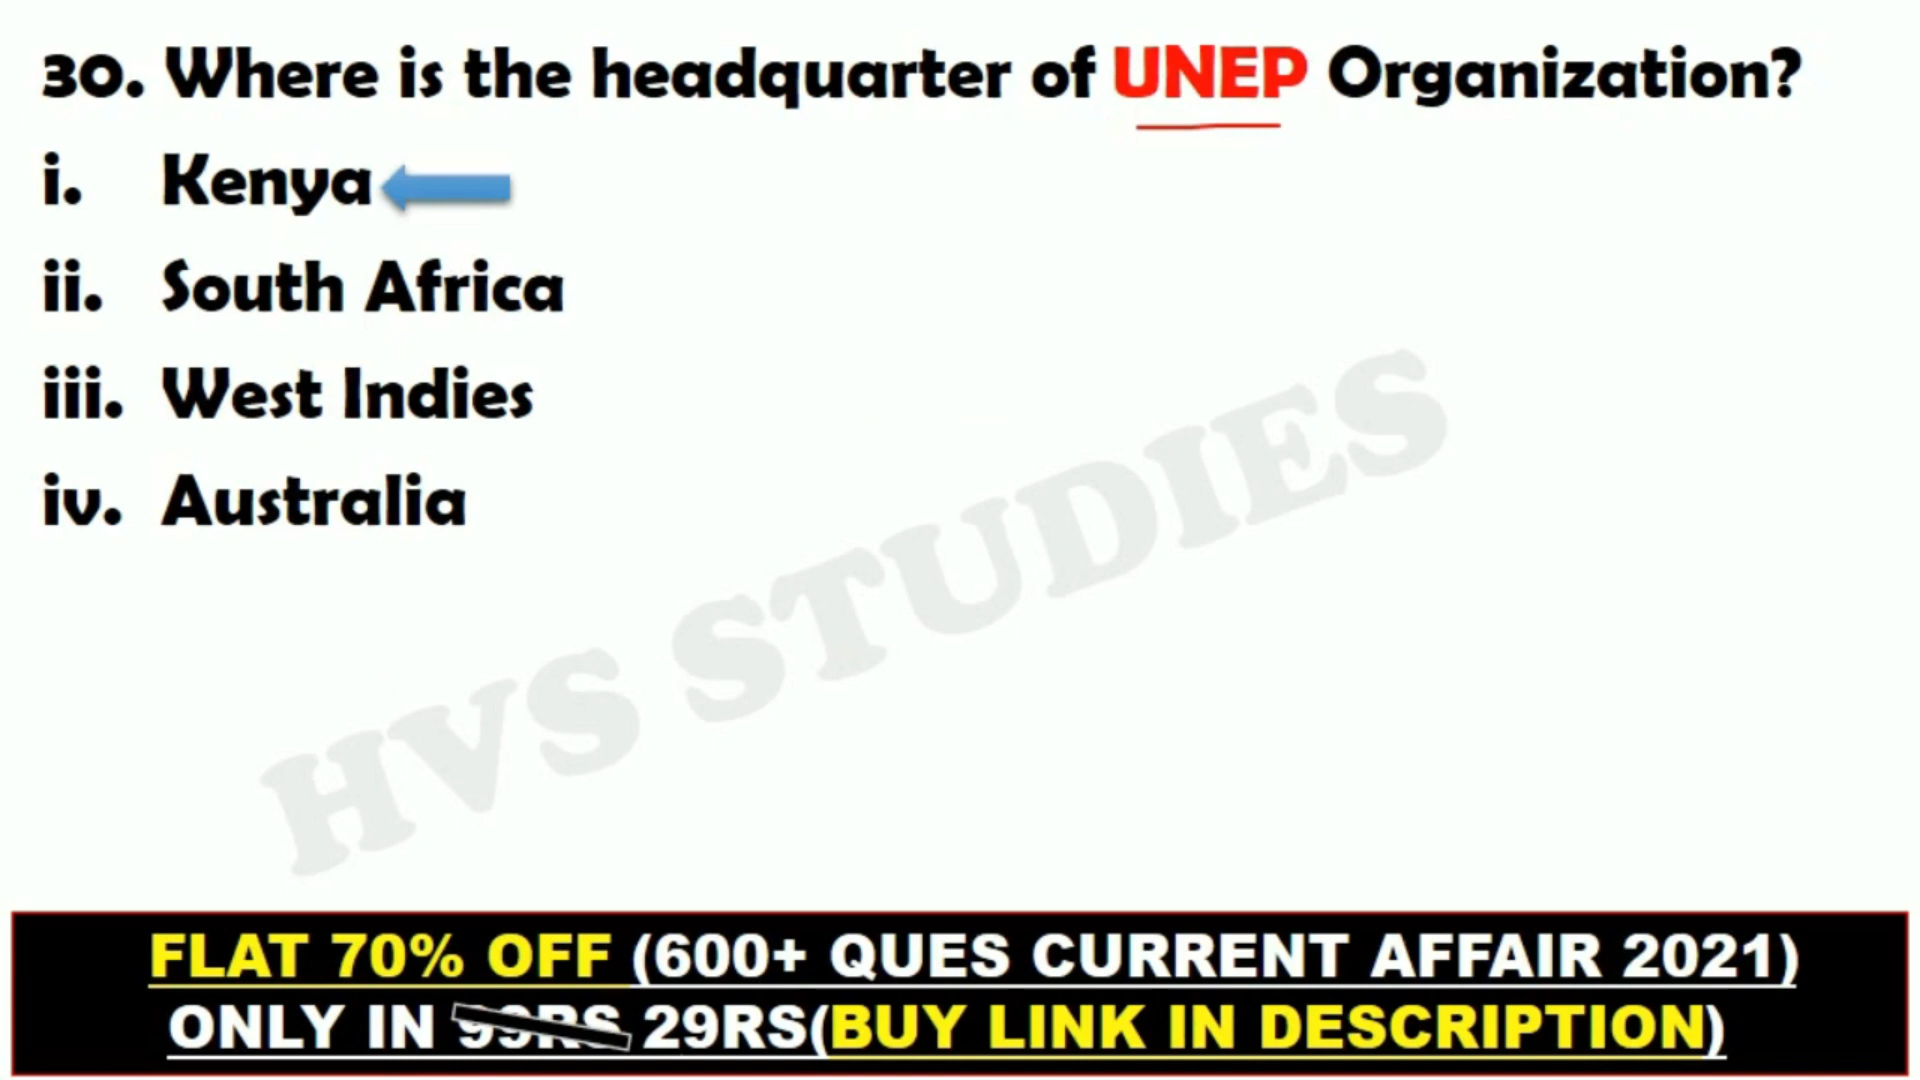 30. Where is the headquarter of UNEP Organization?
i. Kenya
ii. South Africa
iii. West Indies
iv. Australia
HVS STUDIES
FLAT 70% OFF (600+ QUES CURRENT AFFAIR 2021)
ONLY IN 99RS 29RS(BUY LINK IN DESCRIPTION)